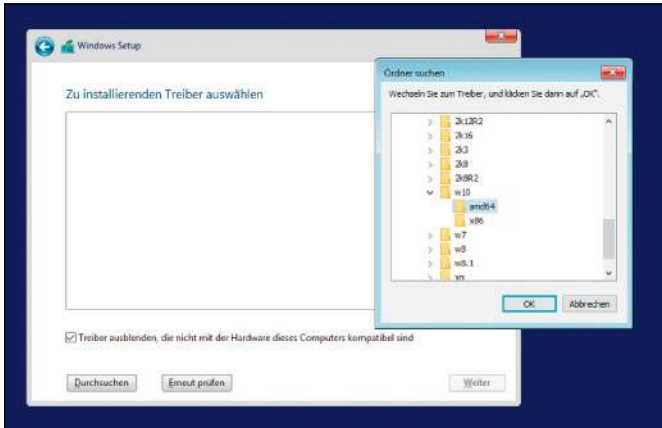 Windows Setup
Zu installierenden Treiber auswählen
Treiber ausblenden, die nicht mit der Hardware dieses Computers kompatibel sind
Durchsuchen
Erneut prüfen
Weiter
Ordner suchen
Wechseln Sie zum Treiber, und klicken Sie dann auf „OK“.
2k12R2
2k16
2k3
2k8
2k8R2
w10
amd64
x86
w7
w8
w8.1
OK
Abbrechen